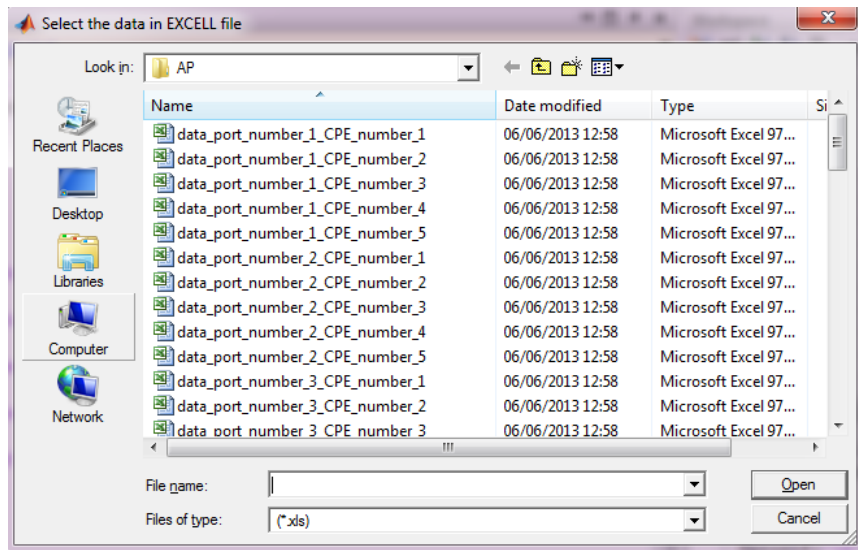 Select the data in EXCELL file
Look in: AP
Name Date modified Type Si
data_port_number_1_CPE_number_1 06/06/2013 12:58 Microsoft Excel 97...
data_port_number_1_CPE_number_2 06/06/2013 12:58 Microsoft Excel 97...
data_port_number_1_CPE_number_3 06/06/2013 12:58 Microsoft Excel 97...
data_port_number_1_CPE_number_4 06/06/2013 12:58 Microsoft Excel 97...
data_port_number_1_CPE_number_5 06/06/2013 12:58 Microsoft Excel 97...
data_port_number_2_CPE_number_1 06/06/2013 12:58 Microsoft Excel 97...
data_port_number_2_CPE_number_2 06/06/2013 12:58 Microsoft Excel 97...
data_port_number_2_CPE_number_3 06/06/2013 12:58 Microsoft Excel 97...
data_port_number_2_CPE_number_4 06/06/2013 12:58 Microsoft Excel 97...
data_port_number_2_CPE_number_5 06/06/2013 12:58 Microsoft Excel 97...
data_port_number_3_CPE_number_1 06/06/2013 12:58 Microsoft Excel 97...
data_port_number_3_CPE_number_2 06/06/2013 12:58 Microsoft Excel 97...
data_port_number_3_CPE_number_3 06/06/2013 12:58 Microsoft Excel 97...
Recent Places
Desktop
Libraries
Computer
Network
File name: Open
Files of type: (*.xls) Cancel